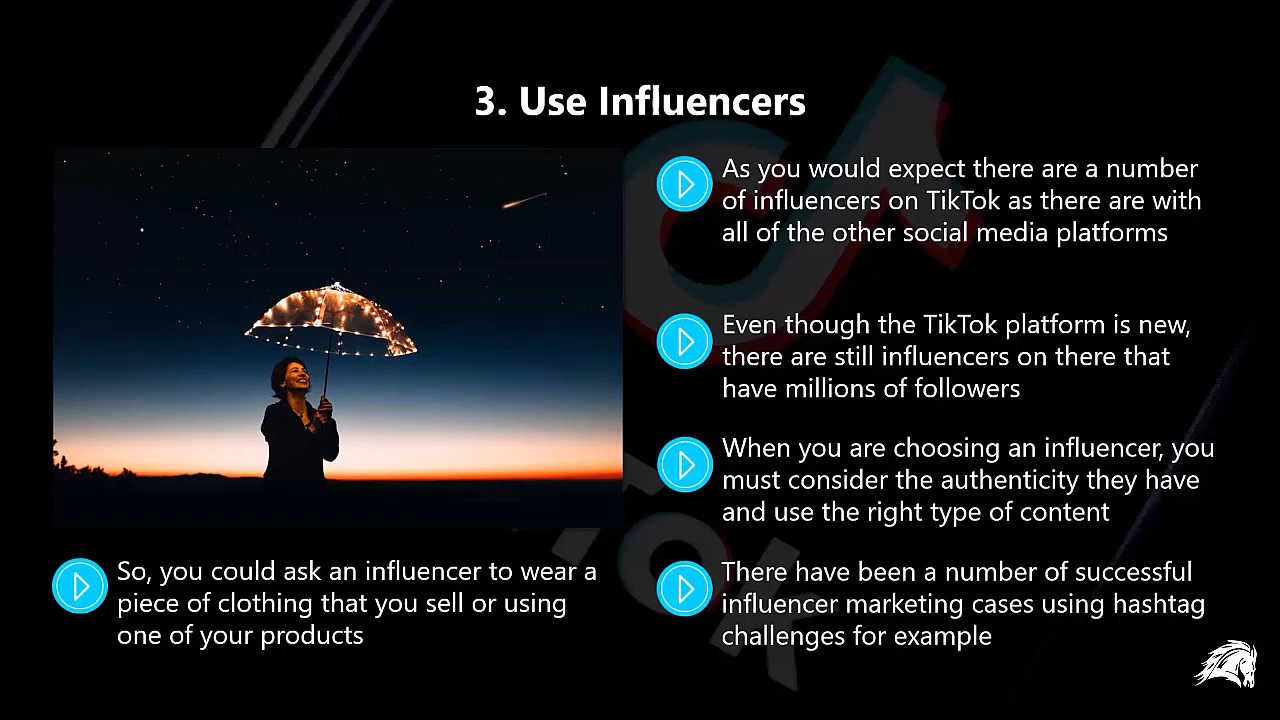 3. Use Influencers
As you would expect there are a number
of influencers on TikTok as there are with
all of the other social media platforms
Even though the TikTok platform is new,
there are still influencers on there that
have millions of followers
When you are choosing an influencer, you
must consider the authenticity they have
and use the right type of content
There have been a number of successful
influencer marketing cases using hashtag
challenges for example
So, you could ask an influencer to wear a
piece of clothing that you sell or using
one of your products